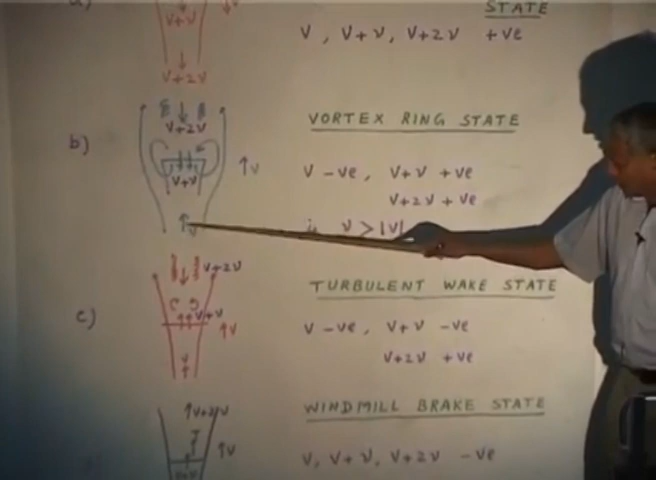 a)
STATE
V+v
V+2v
V, V+v, V+2v +ve
b)
VORTEX RING STATE
V+2v
V+v
↑V
V -ve, V+v +ve
V+2v +ve
v > |V|
c)
V+2v
V+v
↑V
V
TURBULENT WAKE STATE
V -ve, V+v -ve
V+2v +ve
WINDMILL BRAKE STATE
↑V+2v
↑V
V+v
V, V+v, V+2v -ve